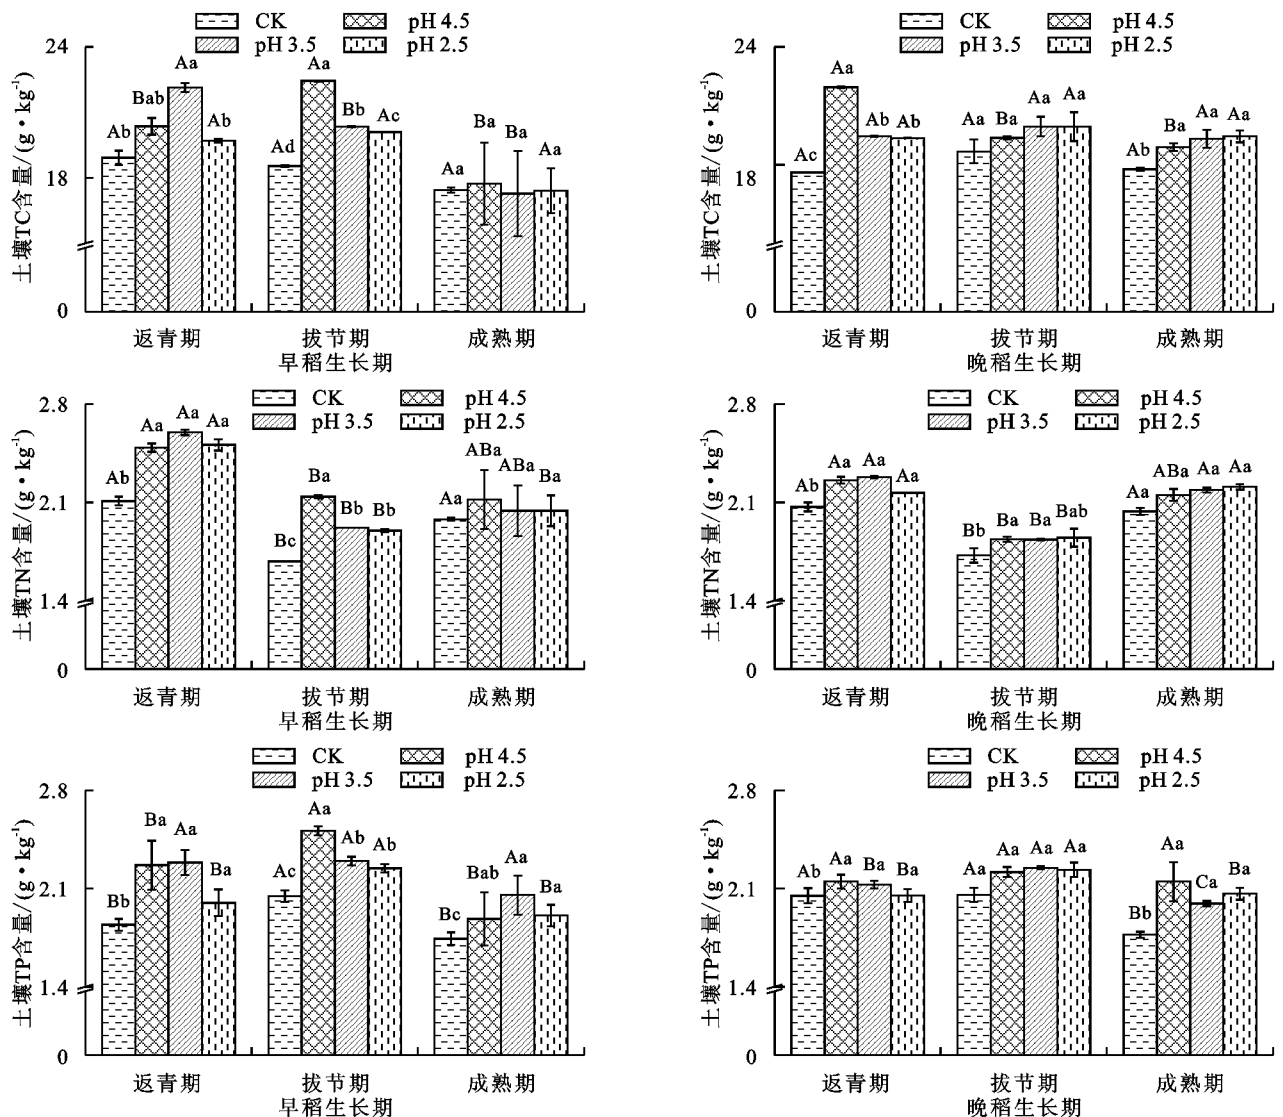 CK
pH 4.5
pH 3.5
pH 2.5
土壤TC含量/(g·kg⁻¹)
24
18
0
Ab
Bab
Aa
Ab
Ad
Aa
Bb
Ac
Aa
Ba
Ba
Aa
返青期
拔节期
成熟期
早稻生长期
CK
pH 4.5
pH 3.5
pH 2.5
土壤TC含量/(g·kg⁻¹)
24
18
0
Ac
Aa
Ab
Ab
Aa
Ba
Aa
Aa
Ab
Ba
Aa
Aa
返青期
拔节期
成熟期
晚稻生长期
CK
pH 4.5
pH 3.5
pH 2.5
土壤TN含量/(g·kg⁻¹)
2.8
2.1
1.4
0
Ab
Aa
Aa
Aa
Bc
Ba
Bb
Bb
Aa
ABa
ABa
Ba
返青期
拔节期
成熟期
早稻生长期
CK
pH 4.5
pH 3.5
pH 2.5
土壤TN含量/(g·kg⁻¹)
2.8
2.1
1.4
0
Ab
Aa
Aa
Aa
Bb
Ba
Ba
Bab
Aa
ABa
Aa
Aa
返青期
拔节期
成熟期
晚稻生长期
CK
pH 4.5
pH 3.5
pH 2.5
土壤TP含量/(g·kg⁻¹)
2.8
2.1
1.4
0
Bb
Ba
Aa
Ba
Ac
Aa
Ab
Ab
Bc
Bab
Aa
Ba
返青期
拔节期
成熟期
早稻生长期
CK
pH 4.5
pH 3.5
pH 2.5
土壤TP含量/(g·kg⁻¹)
2.8
2.1
1.4
0
Ab
Aa
Ba
Ba
Aa
Aa
Aa
Aa
Bb
Aa
Ca
Ba
返青期
拔节期
成熟期
晚稻生长期